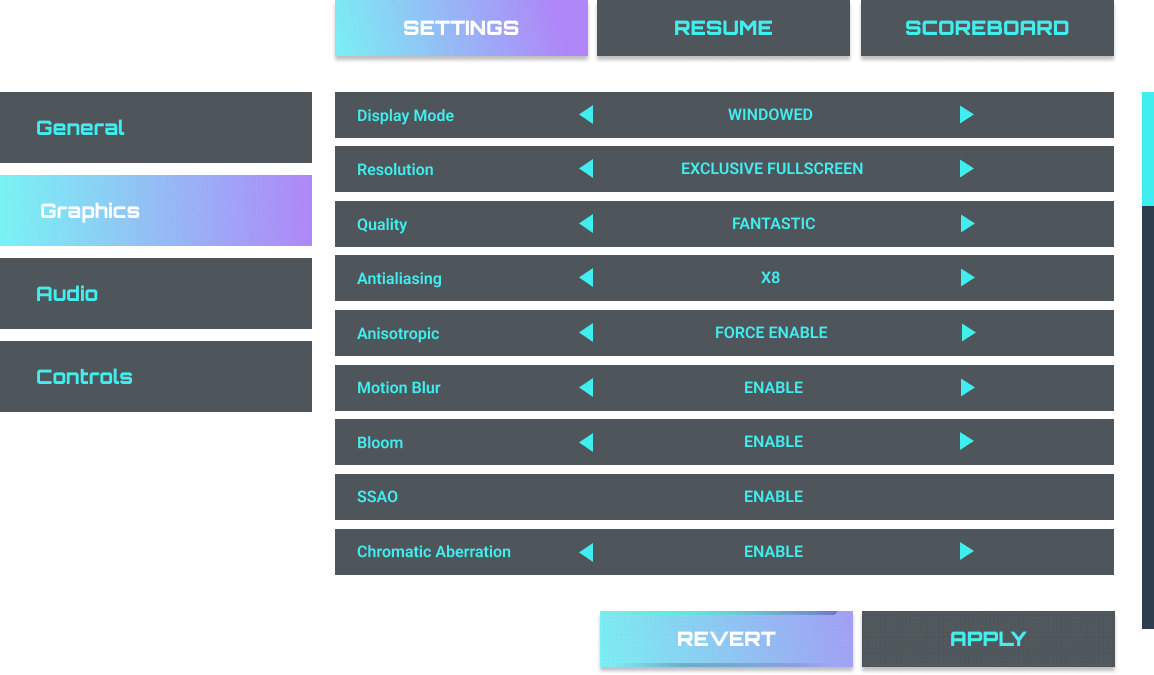 SETTINGS
RESUME
SCOREBOARD
General
Graphics
Audio
Controls
Display Mode WINDOWED
Resolution EXCLUSIVE FULLSCREEN
Quality FANTASTIC
Antialiasing X8
Anisotropic FORCE ENABLE
Motion Blur ENABLE
Bloom ENABLE
SSAO ENABLE
Chromatic Aberration ENABLE
REVERT
APPLY